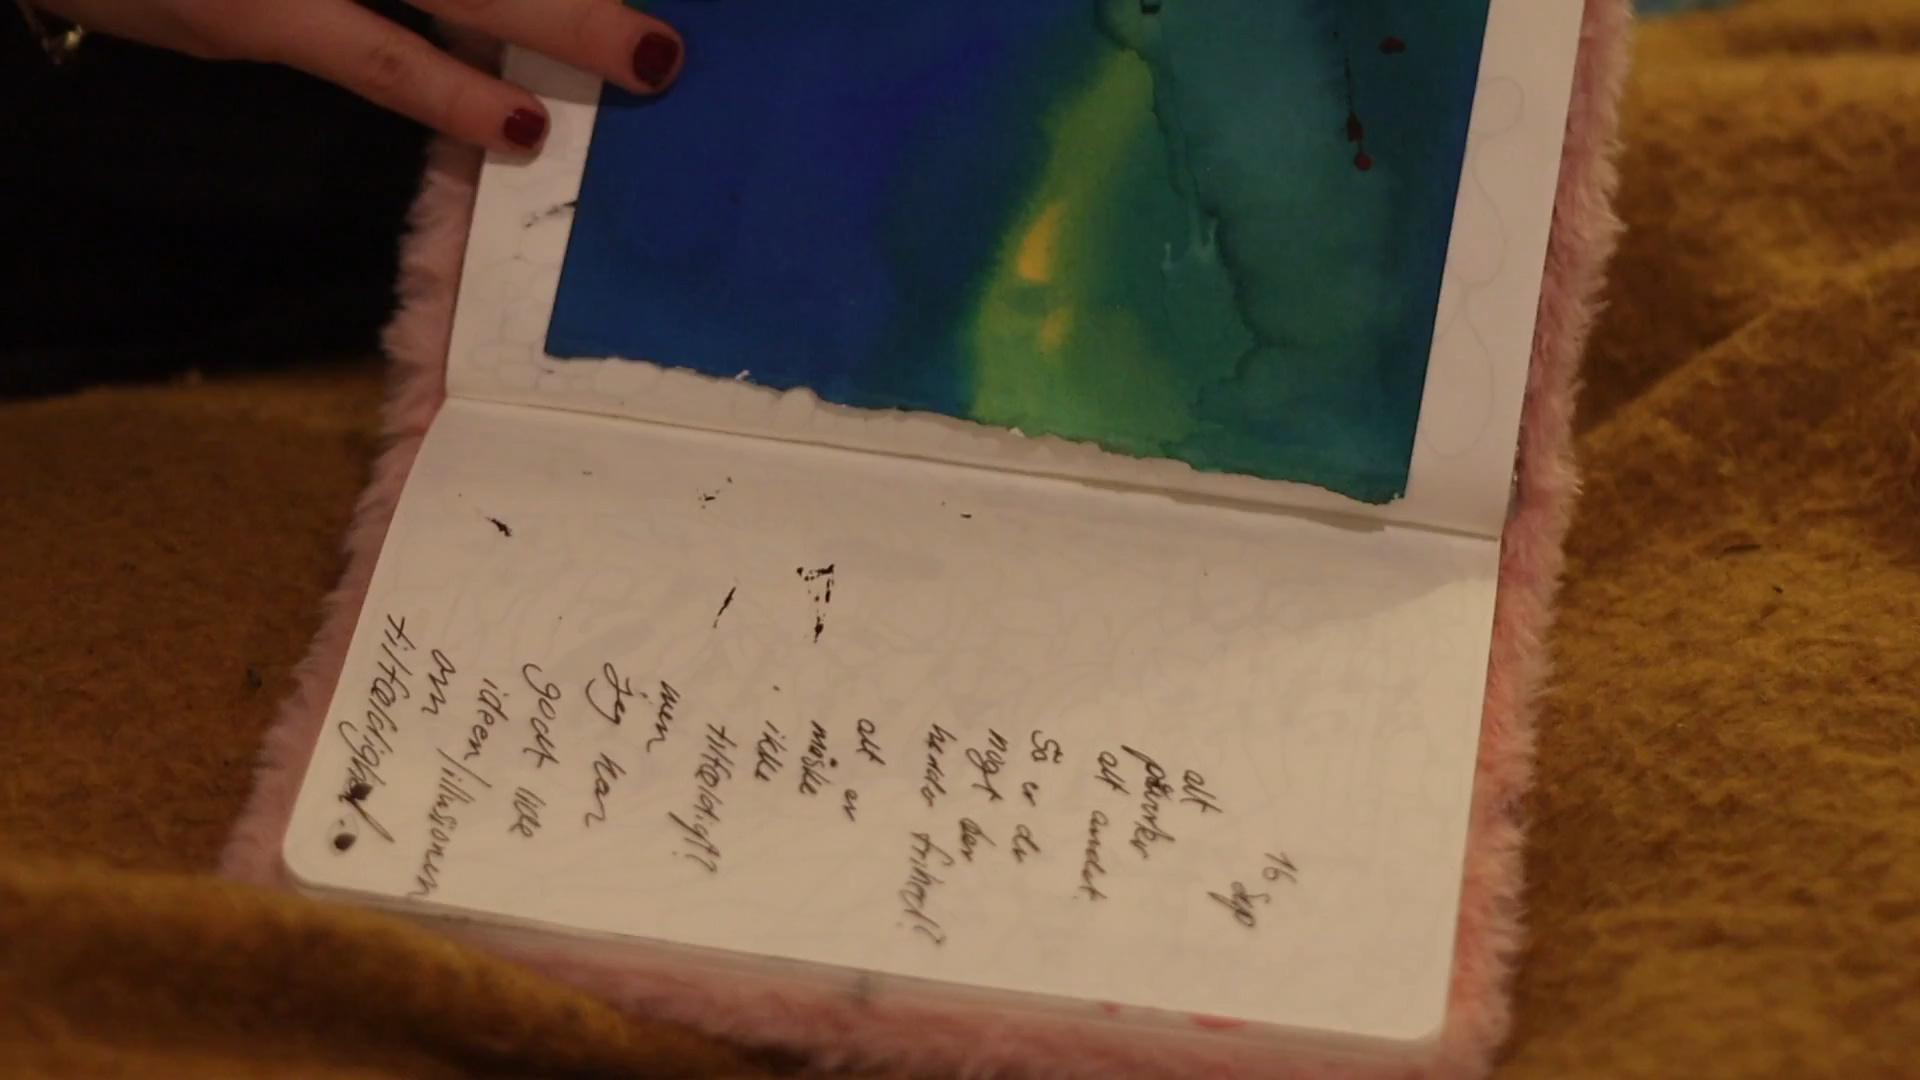 16
sep
alt
påvirker
alt andet.
Så er der
noget der
hedder frihed!?
alt er
måske
ikke
tilfældigt!?
men
jeg kan
godt lide
ideen/illusionen
om
tilfældighed.